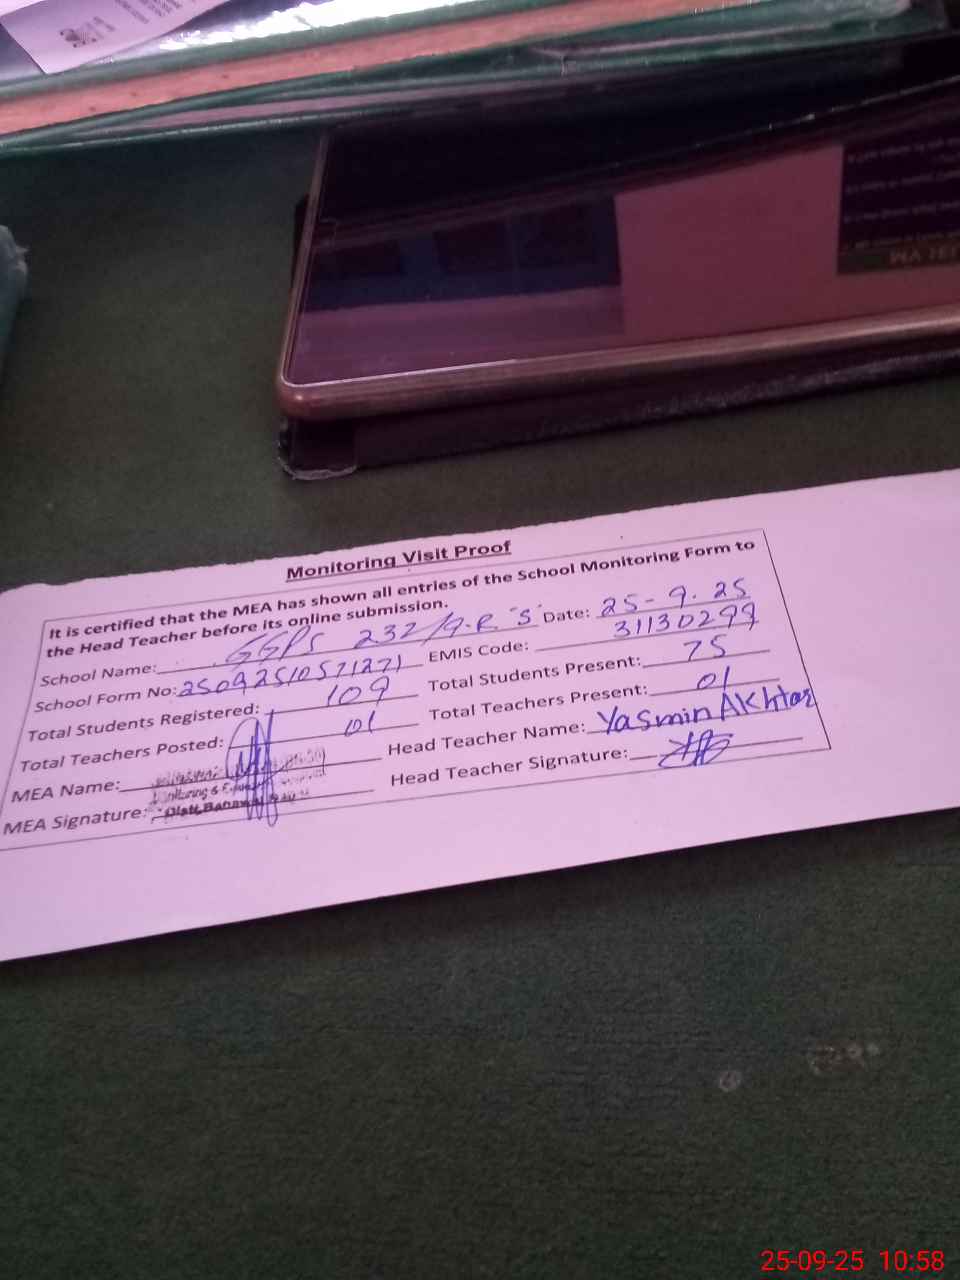 Monitoring Visit Proof
It is certified that the MEA has shown all entries of the School Monitoring Form to
the Head Teacher before its online submission.
School Name: GGPS 232/9-R "S" Date: 25-9-25
School Form No: 25092510571271 EMIS Code: 31130299
Total Students Registered: 109 Total Students Present: 75
Total Teachers Posted: 01 Total Teachers Present: 01
MEA Name: Head Teacher Name: Yasmin Akhtar
MEA Signature: Head Teacher Signature:
25-09-25 10:58